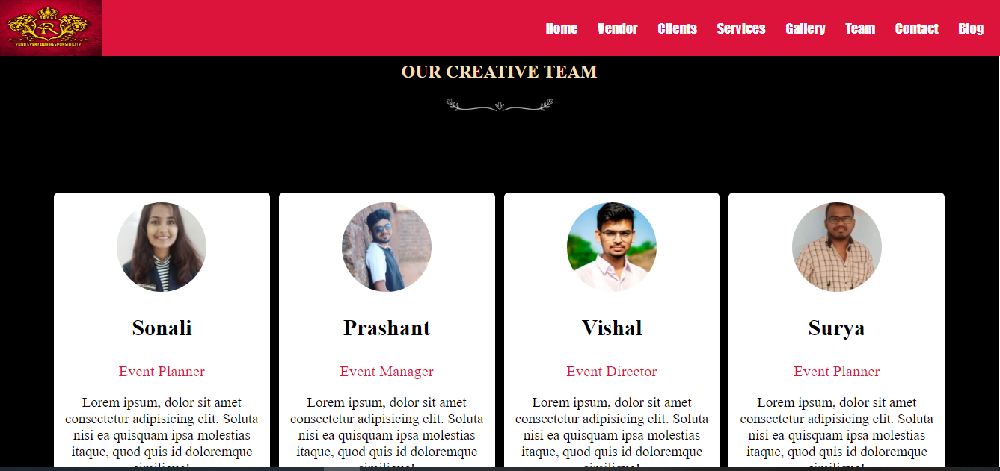 R
YOUR EVENT OUR RESPONSIBILITY
Home Vendor Clients Services Gallery Team Contact Blog
OUR CREATIVE TEAM
Sonali
Event Planner
Lorem ipsum, dolor sit amet
consectetur adipisicing elit. Soluta
nisi ea quisquam ipsa molestias
itaque, quod quis id doloremque
Prashant
Event Manager
Lorem ipsum, dolor sit amet
consectetur adipisicing elit. Soluta
nisi ea quisquam ipsa molestias
itaque, quod quis id doloremque
Vishal
Event Director
Lorem ipsum, dolor sit amet
consectetur adipisicing elit. Soluta
nisi ea quisquam ipsa molestias
itaque, quod quis id doloremque
Surya
Event Planner
Lorem ipsum, dolor sit amet
consectetur adipisicing elit. Soluta
nisi ea quisquam ipsa molestias
itaque, quod quis id doloremque